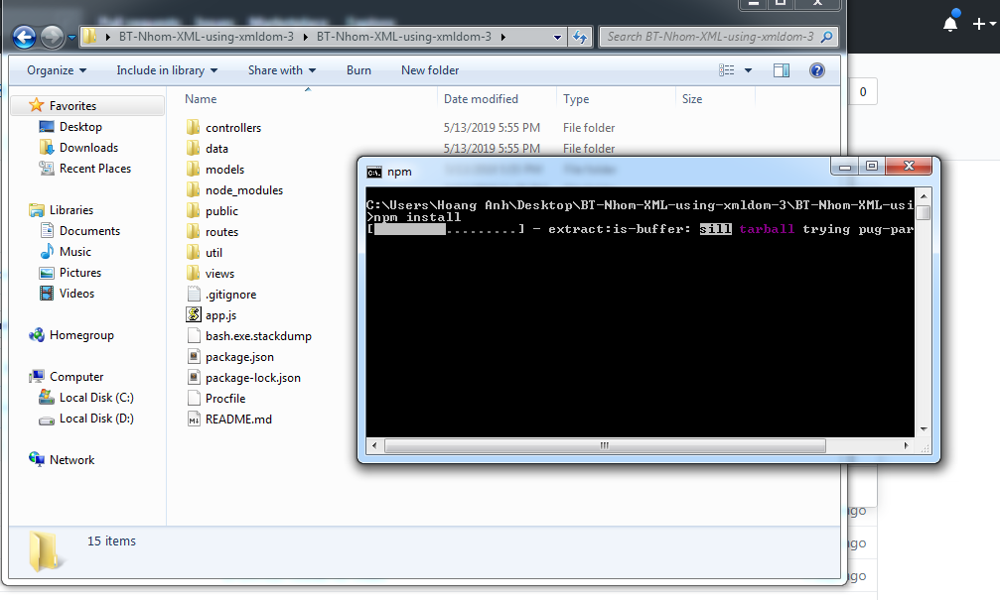 BT-Nhom-XML-using-xmldom-3 BT-Nhom-XML-using-xmldom-3 Search BT-Nhom-XML-using-xmldom-3
Organize Include in library Share with Burn New folder
0
Favorites
Desktop
Downloads
Recent Places
Libraries
Documents
Music
Pictures
Videos
Homegroup
Computer
Local Disk (C:)
Local Disk (D:)
Network
Name Date modified Type Size
controllers 5/13/2019 5:55 PM File folder
data 5/13/2019 5:55 PM File folder
models
node_modules
public
routes
util
views
.gitignore
app.js
bash.exe.stackdump
package.json
package-lock.json
Procfile
README.md
15 items
npm
C:\Users\Hoang Anh\Desktop\BT-Nhom-XML-using-xmldom-3\BT-Nhom-XML-usi
>npm install
[.........] - extract:is-buffer: sill tarball trying pug-par
ago
ago
ago